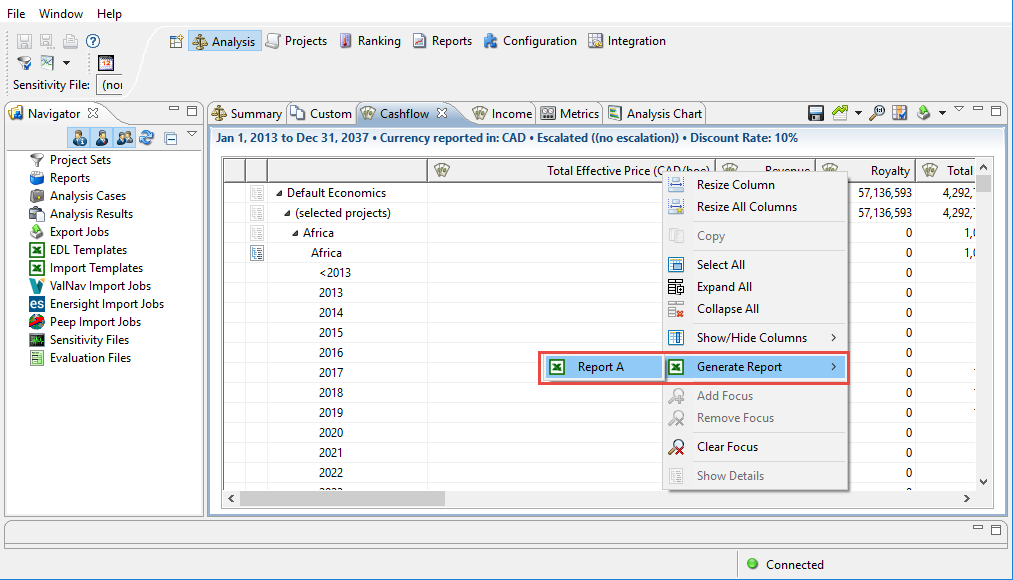 File Window Help
Analysis Projects Ranking Reports Configuration Integration
12
Sensitivity File: (no
Navigator
Summary Custom Cashflow Income Metrics Analysis Chart
Jan 1, 2013 to Dec 31, 2037 • Currency reported in: CAD • Escalated ((no escalation)) • Discount Rate: 10%
Project Sets
Reports
Analysis Cases
Analysis Results
Export Jobs
EDL Templates
Import Templates
ValNav Import Jobs
es Enersight Import Jobs
Peep Import Jobs
Sensitivity Files
Evaluation Files
Total Effective Price (CAD/boe) Revenue Royalty Total
Default Economics 57,136,593 4,292,
(selected projects) 57,136,593 4,292,
Africa 0 1,0
Africa 0 1,0
<2013 0
2013 0
2014 0
2015 0
2016 0
2017 0
2018 0
2019 0
2020 0
2021 0
2022 0
Resize Column
Resize All Columns
Copy
Select All
Expand All
Collapse All
Show/Hide Columns
Report A Generate Report
Add Focus
Remove Focus
Clear Focus
Show Details
Connected